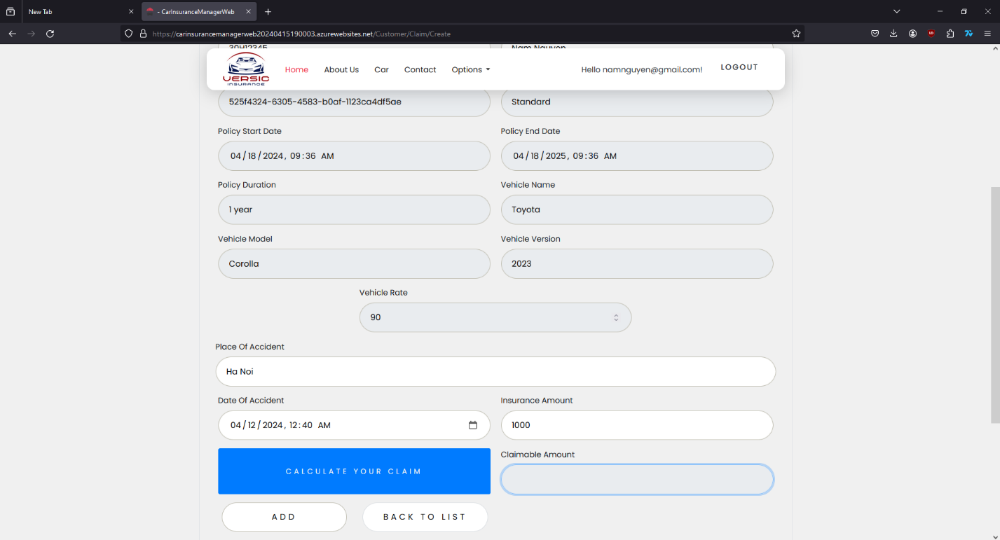 New Tab
- CarInsuranceManagerWeb
https://carinsurancemanagerweb20240415190003.azurewebsites.net/Customer/Claim/Create
30H12345
Nam Nguyen
VERSIC
INSURANCE
Home
About Us
Car
Contact
Options
Hello namnguyen@gmail.com!
LOGOUT
525f4324-6305-4583-b0af-1123ca4df5ae
Standard
Policy Start Date
Policy End Date
04/18/2024, 09:36 AM
04/18/2025, 09:36 AM
Policy Duration
Vehicle Name
1 year
Toyota
Vehicle Model
Vehicle Version
Corolla
2023
Vehicle Rate
90
Place Of Accident
Ha Noi
Date Of Accident
Insurance Amount
04/12/2024, 12:40 AM
1000
CALCULATE YOUR CLAIM
Claimable Amount
ADD
BACK TO LIST